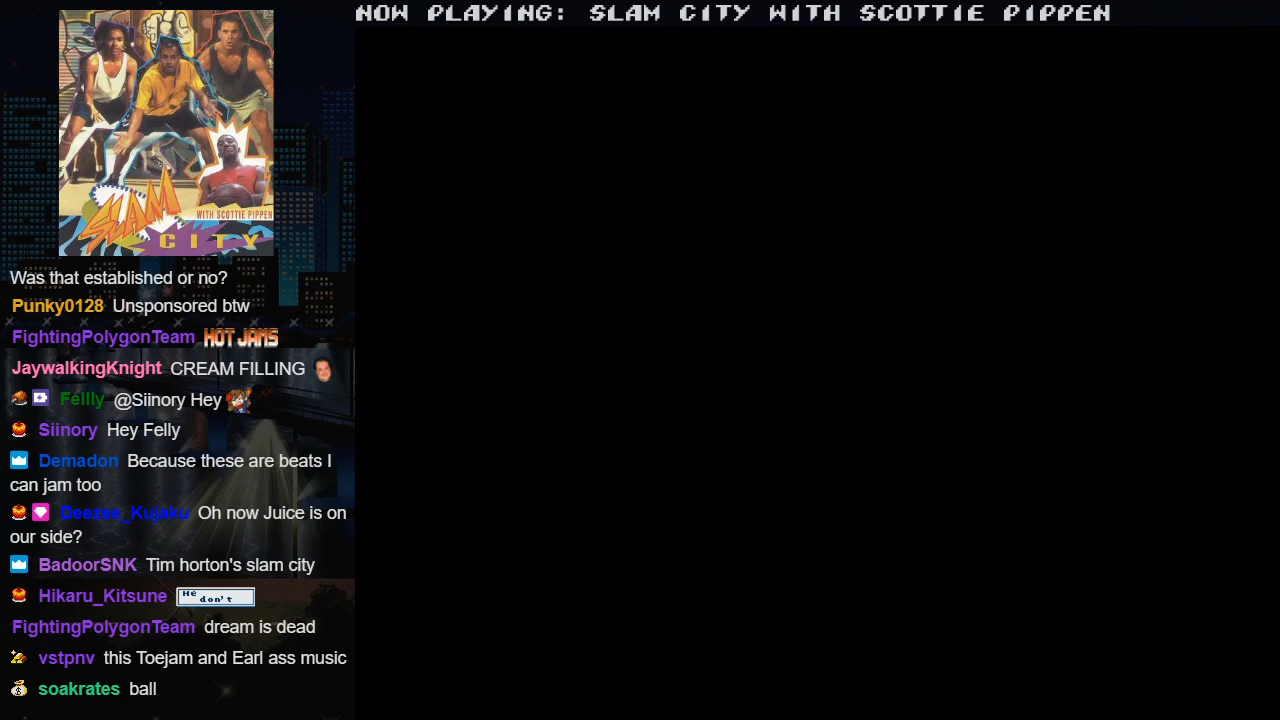 NOW PLAYING: SLAM CITY WITH SCOTTIE PIPPEN
SLAM
WITH SCOTTIE PIPPEN
CITY
Was that established or no?
Punky0128 Unsponsored btw
FightingPolygonTeam HOT JAMS
JaywalkingKnight CREAM FILLING
Fellly @Siinory Hey
Siinory Hey Felly
Demadon Because these are beats I
can jam too
Deezee_Kujaku Oh now Juice is on
our side?
BadoorSNK Tim horton's slam city
Hikaru_Kitsune He don't
FightingPolygonTeam dream is dead
vstpnv this Toejam and Earl ass music
soakrates ball